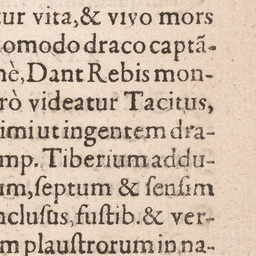 tur vita,& vivo mors
omodo draco captã-
nè, Dant Rebis mon-
rò videatur Tacitus,
imi ut ingentem dra-
mp. Tiberium addu-
um, ſeptum & ſenſim
ncluſus, fuſtib. & ver-
m plauſtrorum in na-